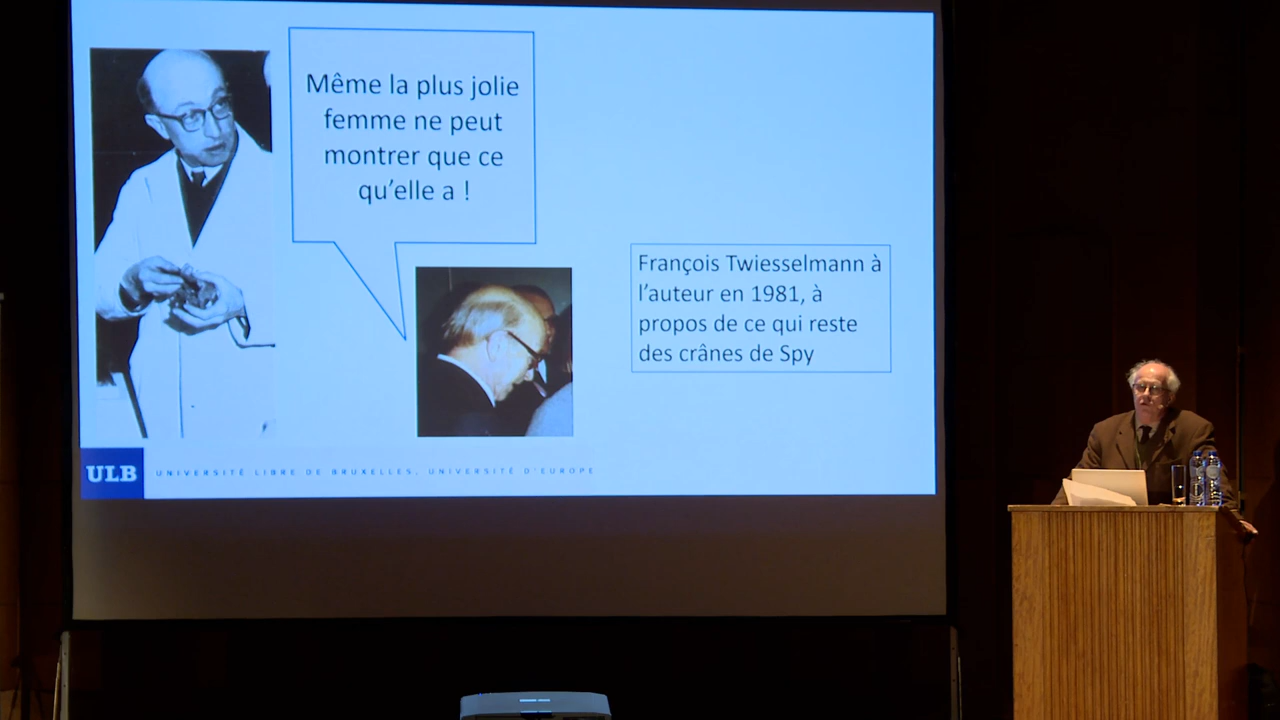 Même la plus jolie
femme ne peut
montrer que ce
qu'elle a !
François Twiesselmann à
l'auteur en 1981, à
propos de ce qui reste
des crânes de Spy
ULB
UNIVERSITÉ LIBRE DE BRUXELLES, UNIVERSITÉ D'EUROPE